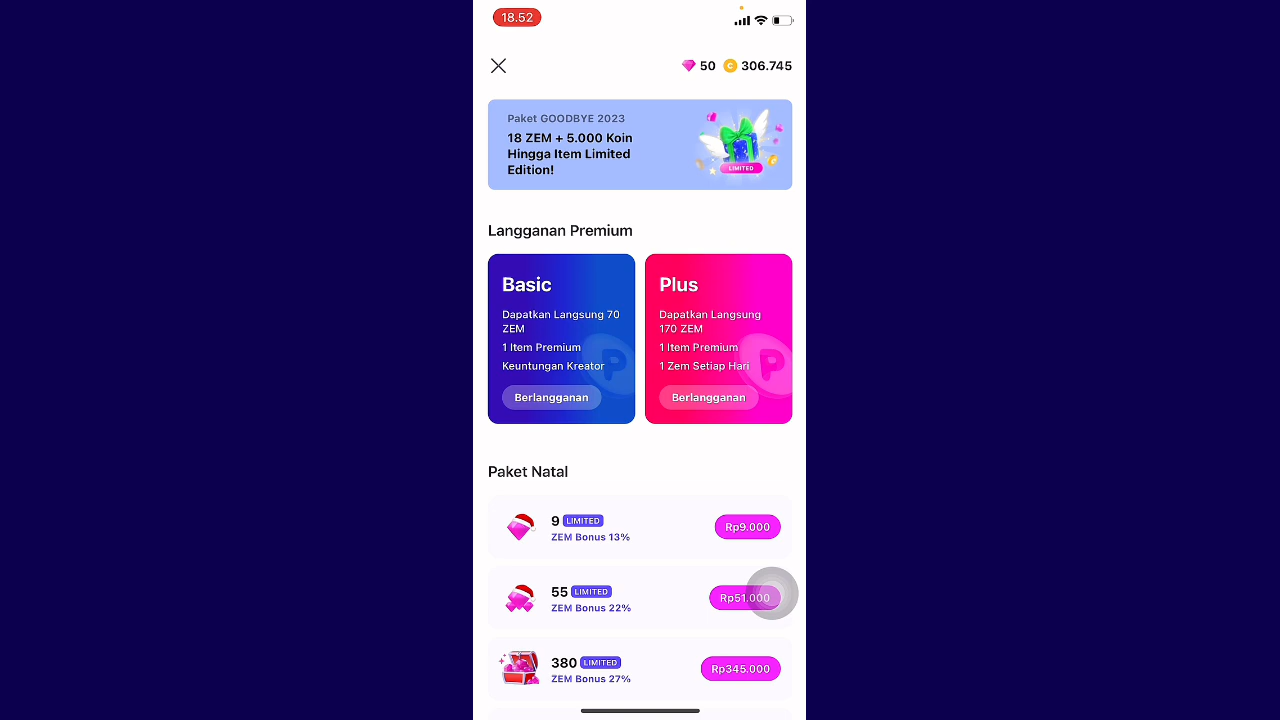 18.52
50
306.745
Paket GOODBYE 2023
18 ZEM + 5.000 Koin
Hingga Item Limited
Edition!
LIMITED
Langganan Premium
Basic
Dapatkan Langsung 70
ZEM
1 Item Premium
Keuntungan Kreator
Berlangganan
Plus
Dapatkan Langsung
170 ZEM
1 Item Premium
1 Zem Setiap Hari
Berlangganan
Paket Natal
9 LIMITED
ZEM Bonus 13%
Rp9.000
55 LIMITED
ZEM Bonus 22%
Rp51.000
380 LIMITED
ZEM Bonus 27%
Rp345.000